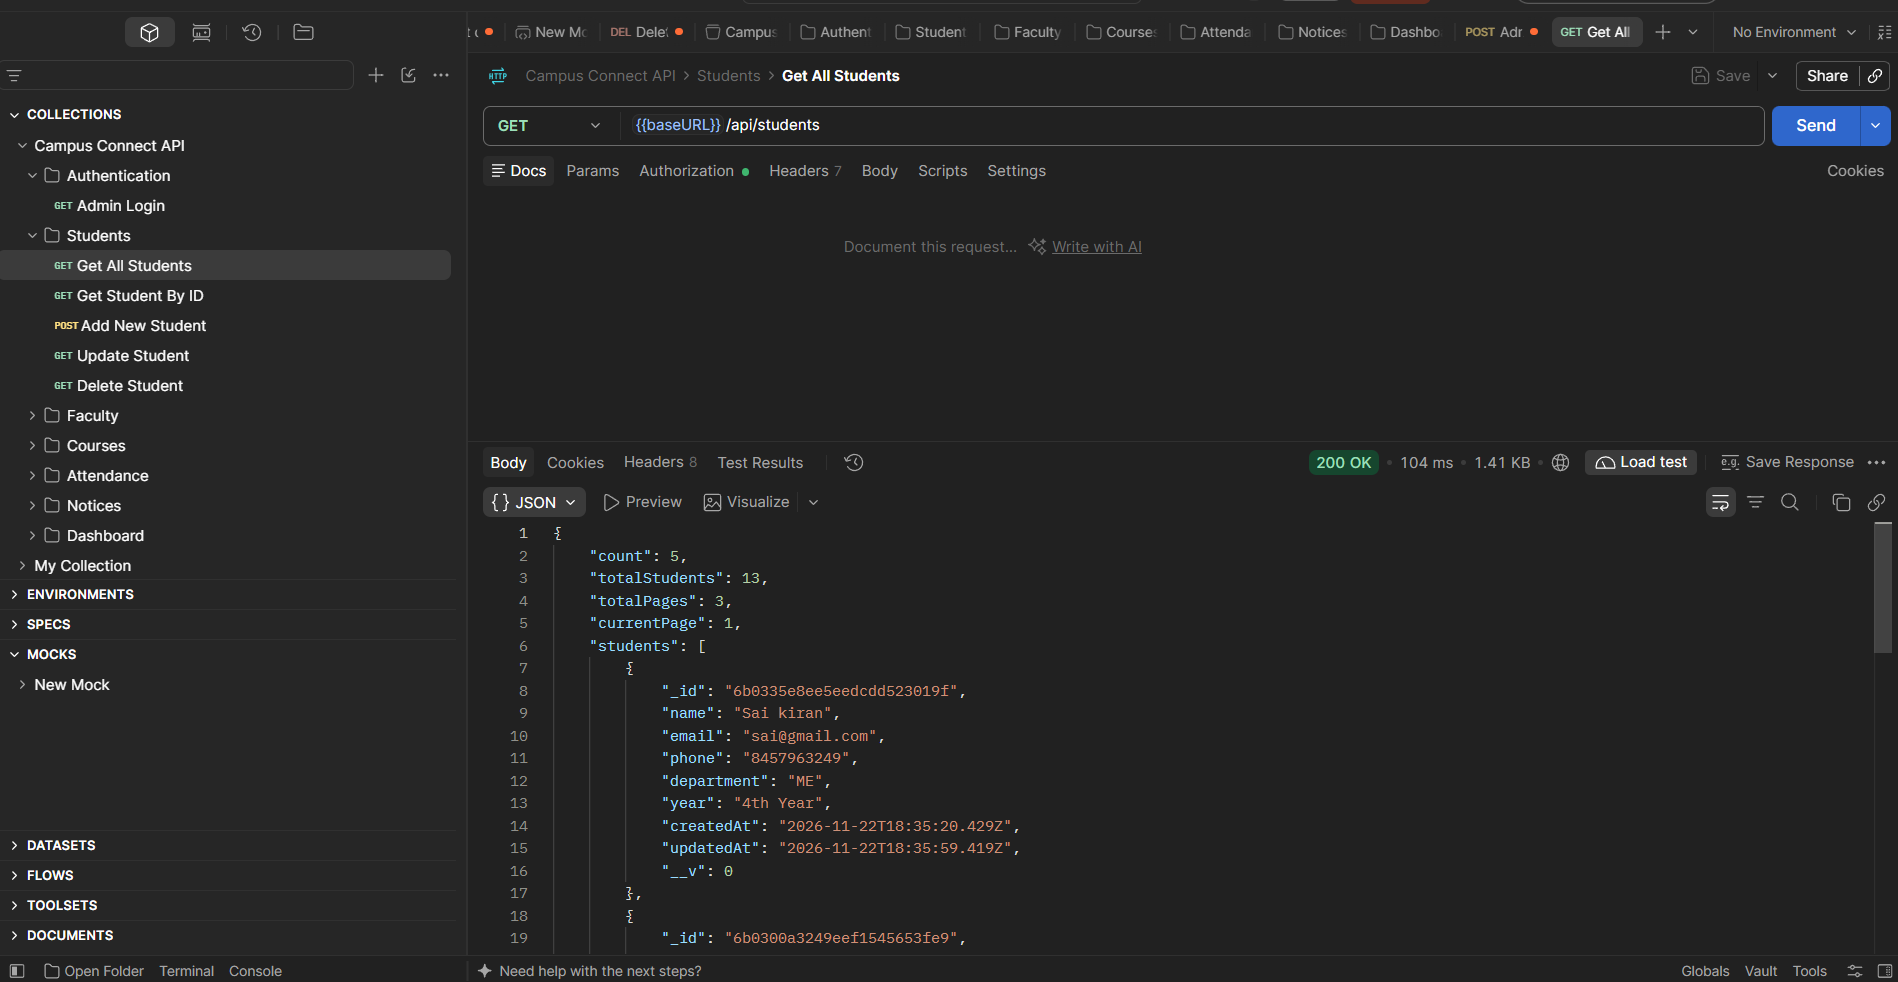 New Mc
DEL Delet
Campus
Authent
Student
Faculty
Courses
Attenda
Notices
Dashbo
POST Adr
GET Get All
No Environment
Campus Connect API > Students > Get All Students
Save
Share
COLLECTIONS
Campus Connect API
Authentication
GET Admin Login
Students
GET Get All Students
GET Get Student By ID
POST Add New Student
GET Update Student
GET Delete Student
Faculty
Courses
Attendance
Notices
Dashboard
My Collection
ENVIRONMENTS
SPECS
MOCKS
New Mock
DATASETS
FLOWS
TOOLSETS
DOCUMENTS
GET {{baseURL}} /api/students
Send
Docs Params Authorization Headers 7 Body Scripts Settings Cookies
Document this request... Write with AI
Body Cookies Headers 8 Test Results
200 OK • 104 ms • 1.41 KB Load test e.g. Save Response
{} JSON Preview Visualize
1 {
2 "count": 5,
3 "totalStudents": 13,
4 "totalPages": 3,
5 "currentPage": 1,
6 "students": [
7 {
8 "_id": "6b0335e8ee5eedcdd523019f",
9 "name": "Sai kiran",
10 "email": "sai@gmail.com",
11 "phone": "8457963249",
12 "department": "ME",
13 "year": "4th Year",
14 "createdAt": "2026-11-22T18:35:20.429Z",
15 "updatedAt": "2026-11-22T18:35:59.419Z",
16 "__v": 0
17 },
18 {
19 "_id": "6b0300a3249eef1545653fe9",
Open Folder Terminal Console
Need help with the next steps?
Globals Vault Tools